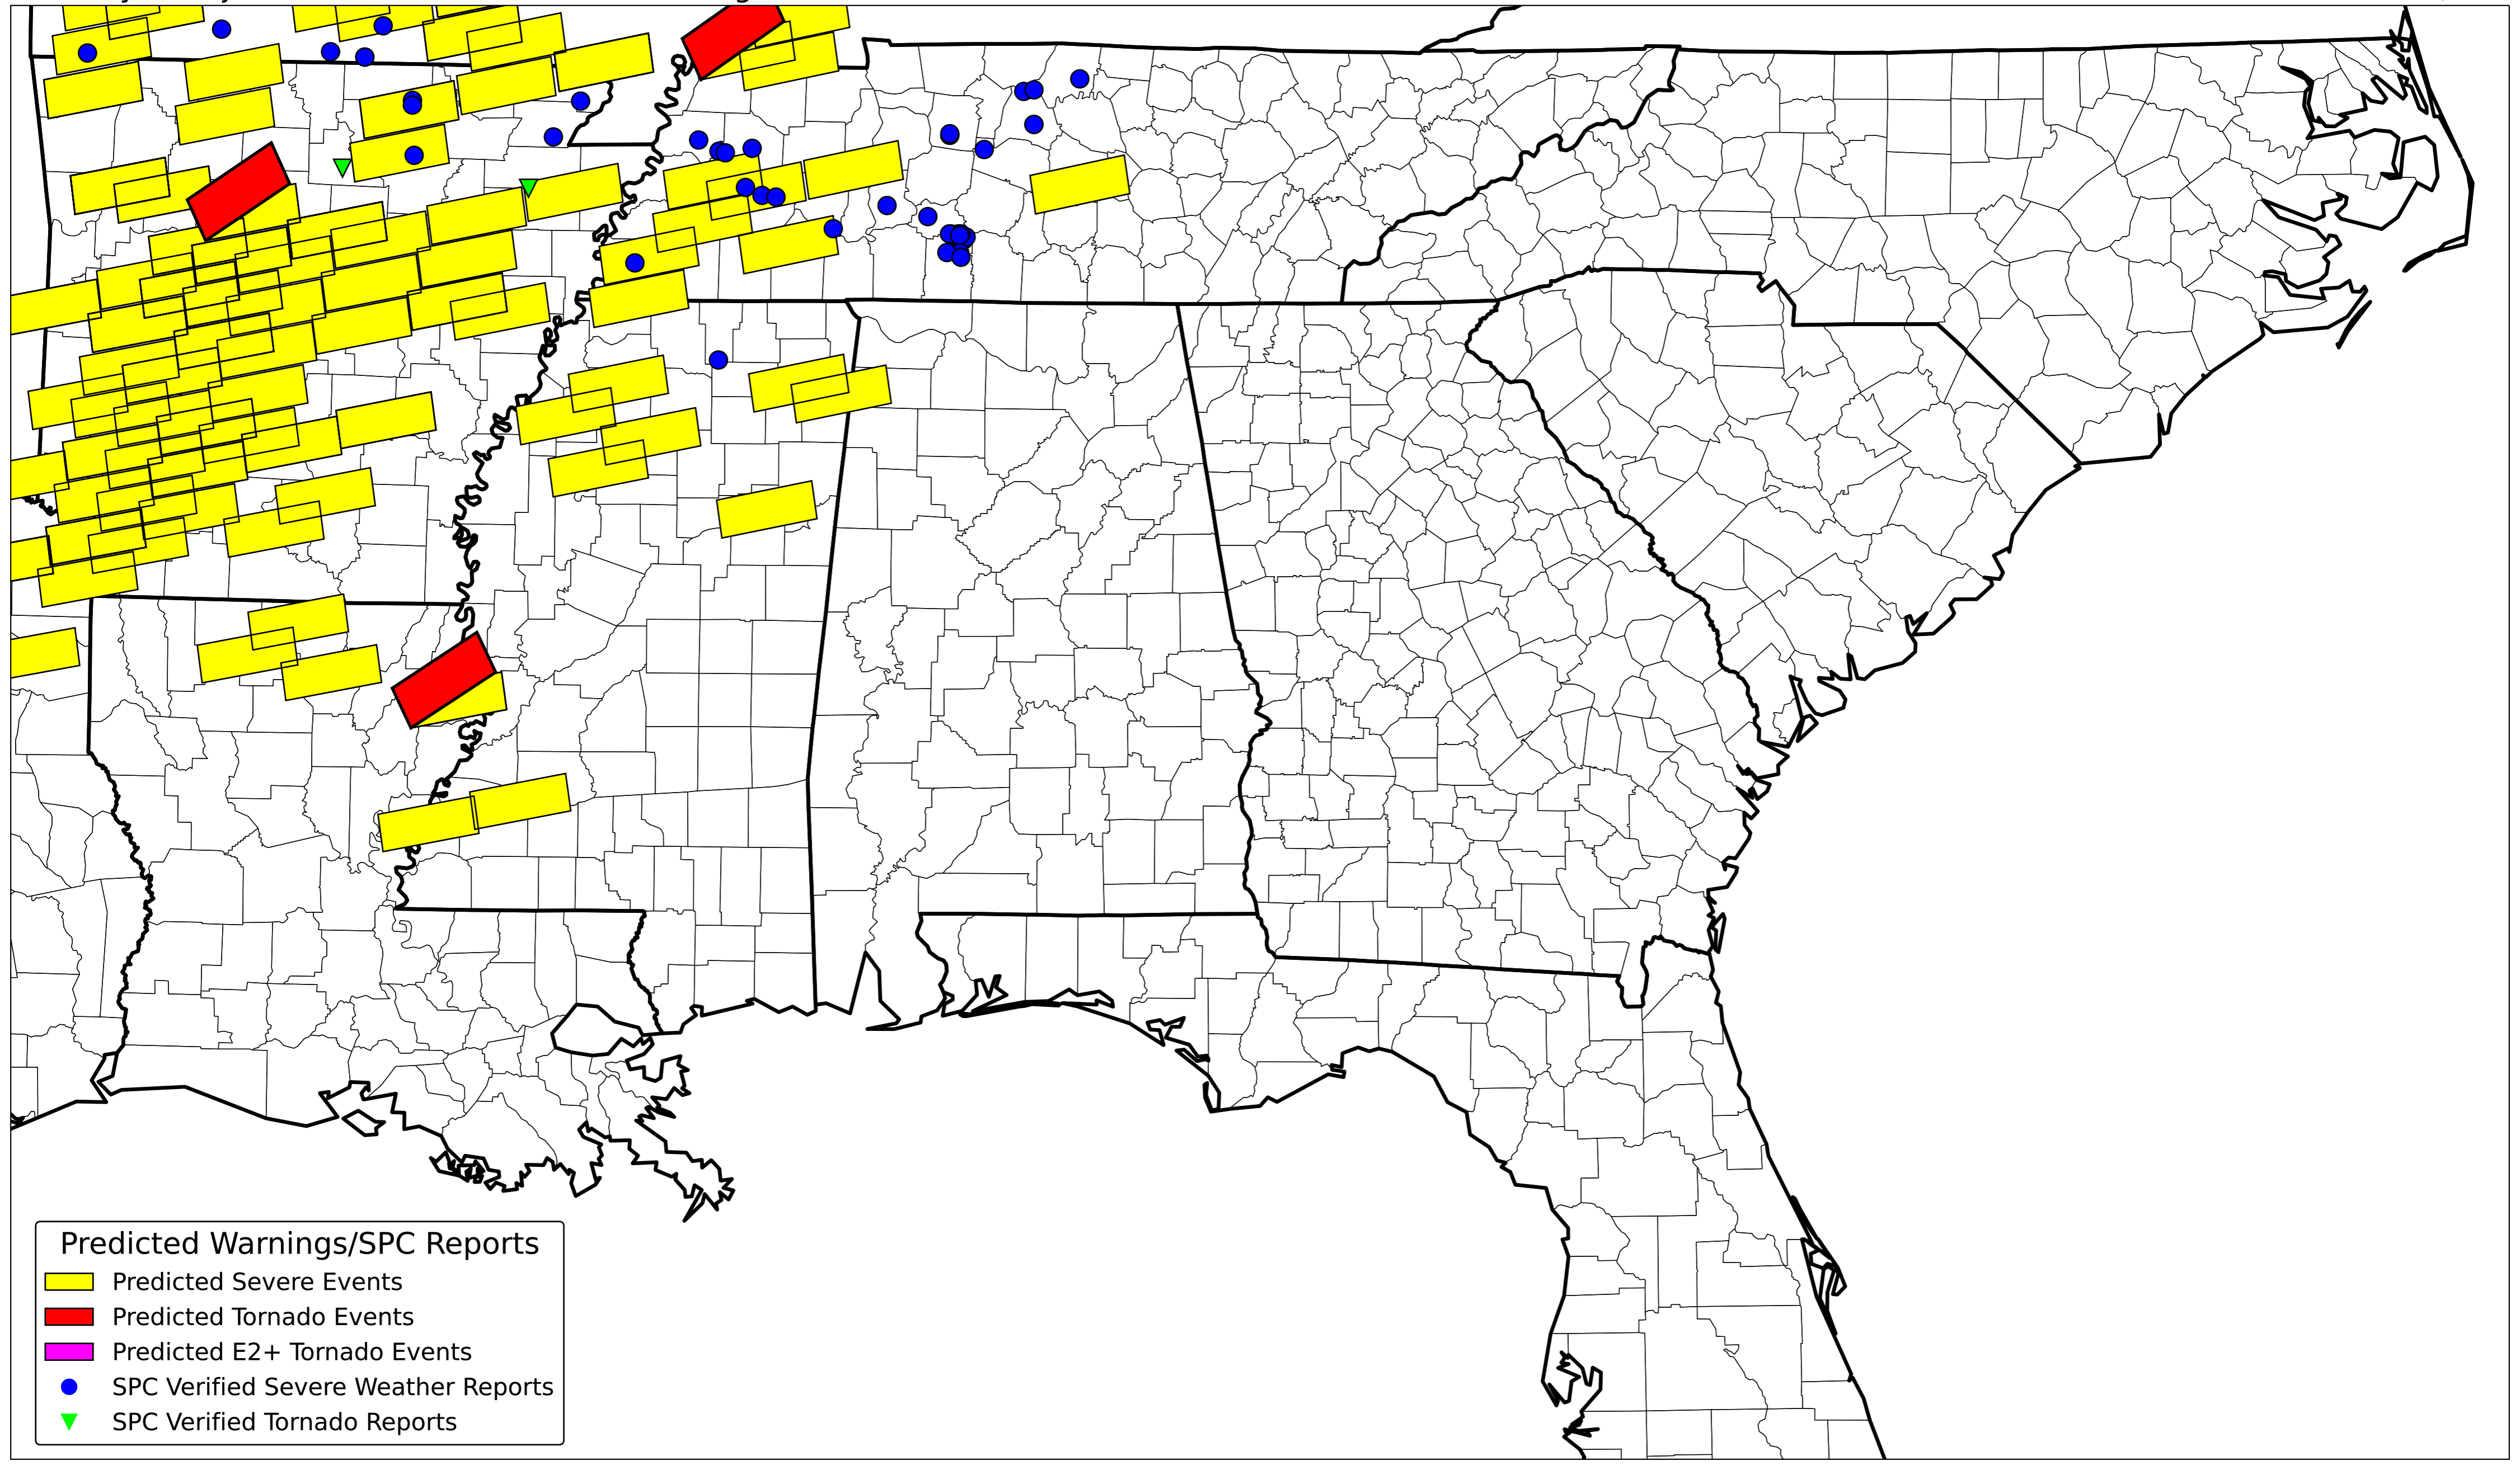 Predicted Warnings/SPC Reports
Predicted Severe Events
Predicted Tornado Events
Predicted E2+ Tornado Events
SPC Verified Severe Weather Reports
SPC Verified Tornado Reports